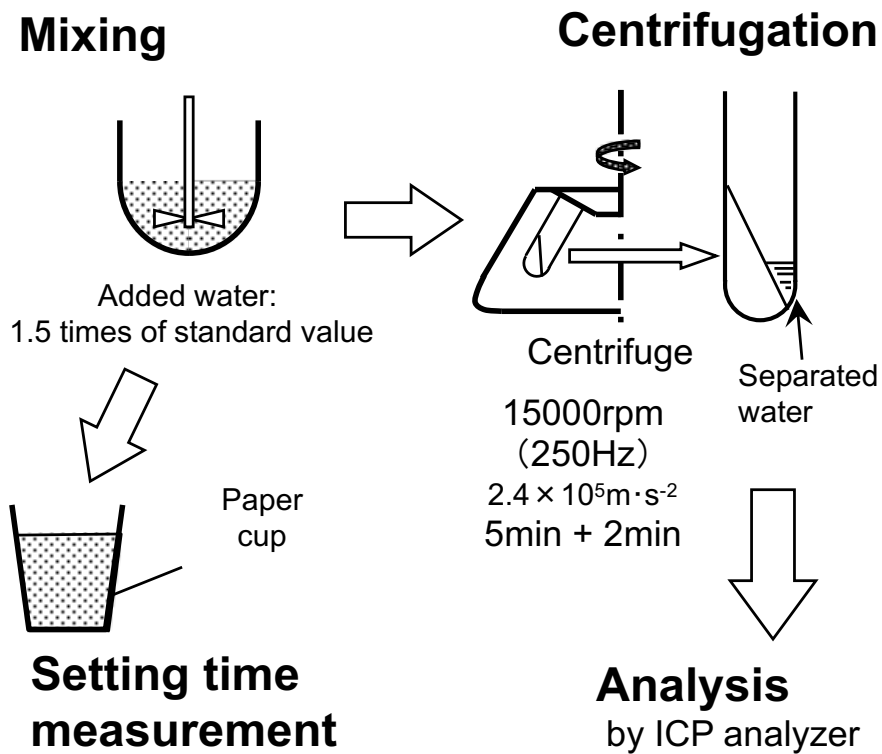 Mixing
Added water:
1.5 times of standard value
Centrifugation
Centrifuge
15000rpm
（250Hz）
2.4×10⁵m·s⁻²
5min + 2min
Separated
water
Paper
cup
Setting time
measurement
Analysis
by ICP analyzer